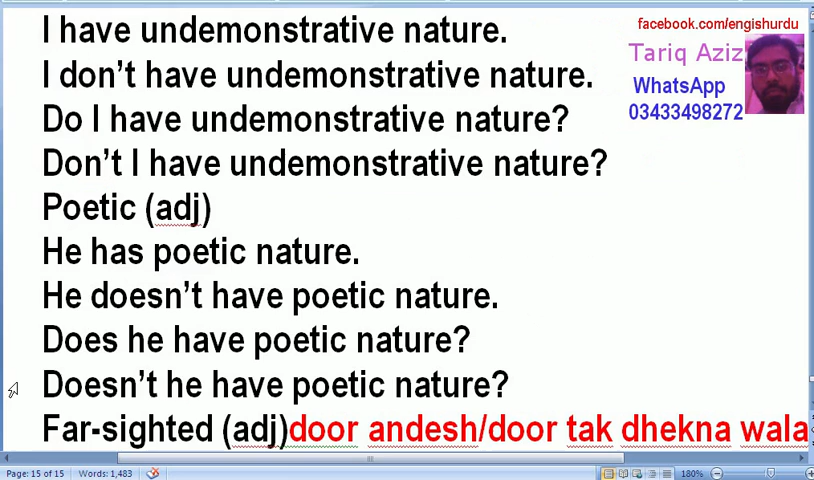 I have undemonstrative nature.
I don't have undemonstrative nature.
Do I have undemonstrative nature?
Don't I have undemonstrative nature?
Poetic (adj)
He has poetic nature.
He doesn't have poetic nature.
Does he have poetic nature?
Doesn't he have poetic nature?
Far-sighted (adj)door andesh/door tak dhekna wala
facebook.com/engishurdu
Tariq Aziz
WhatsApp
03433498272
Page: 15 of 15 Words: 1,483 180%